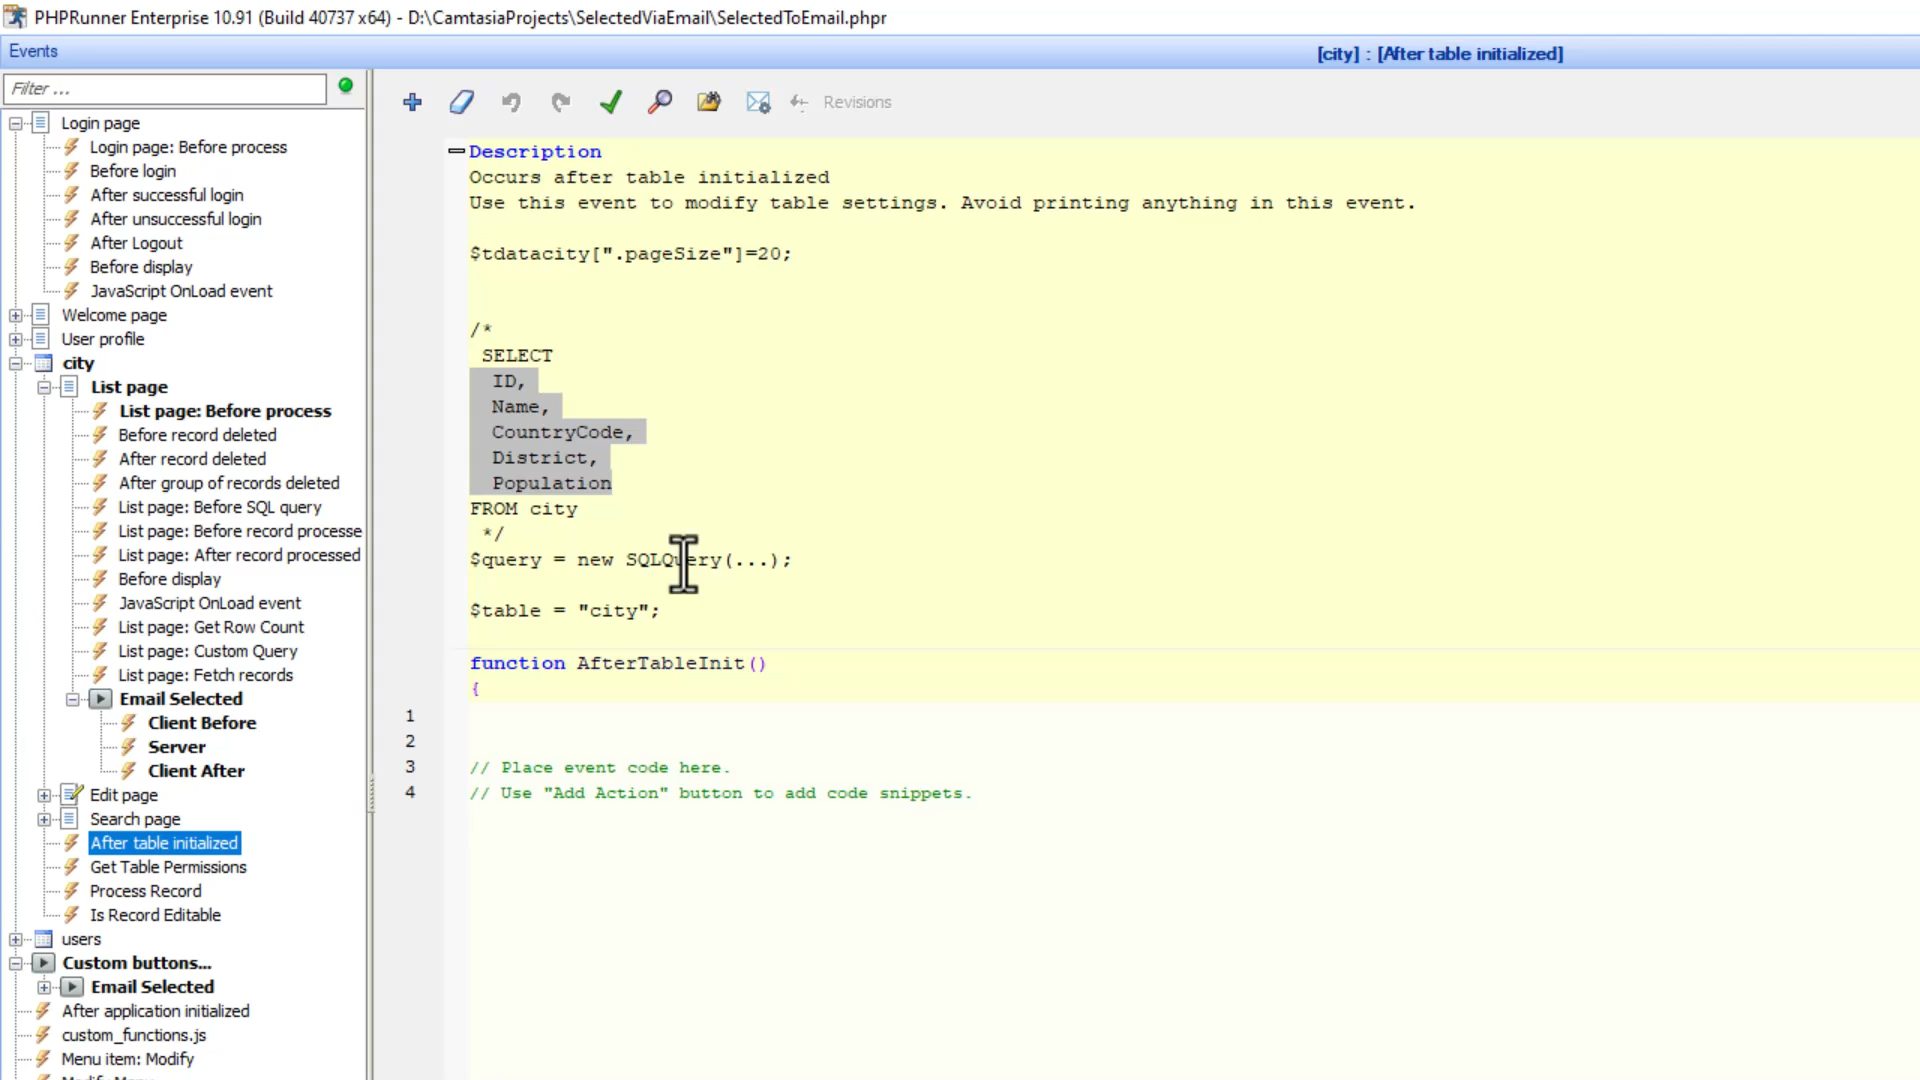 PHPRunner Enterprise 10.91 (Build 40737 x64) - D:\CamtasiaProjects\SelectedViaEmail\SelectedToEmail.phpr
Events
[city] : [After table initialized]
Filter ...
Login page
Login page: Before process
Before login
After successful login
After unsuccessful login
After Logout
Before display
JavaScript OnLoad event
Welcome page
User profile
city
List page
List page: Before process
Before record deleted
After record deleted
After group of records deleted
List page: Before SQL query
List page: Before record processe
List page: After record processed
Before display
JavaScript OnLoad event
List page: Get Row Count
List page: Custom Query
List page: Fetch records
Email Selected
Client Before
Server
Client After
Edit page
Search page
After table initialized
Get Table Permissions
Process Record
Is Record Editable
users
Custom buttons...
Email Selected
After application initialized
custom_functions.js
Menu item: Modify
Revisions
Description
Occurs after table initialized
Use this event to modify table settings. Avoid printing anything in this event.
$tdatacity[".pageSize"]=20;
/*
SELECT
ID,
Name,
CountryCode,
District,
Population
FROM city
*/
$query = new SQLQuery(...);
$table = "city";
function AfterTableInit()
{
1
2
3 // Place event code here.
4 // Use "Add Action" button to add code snippets.